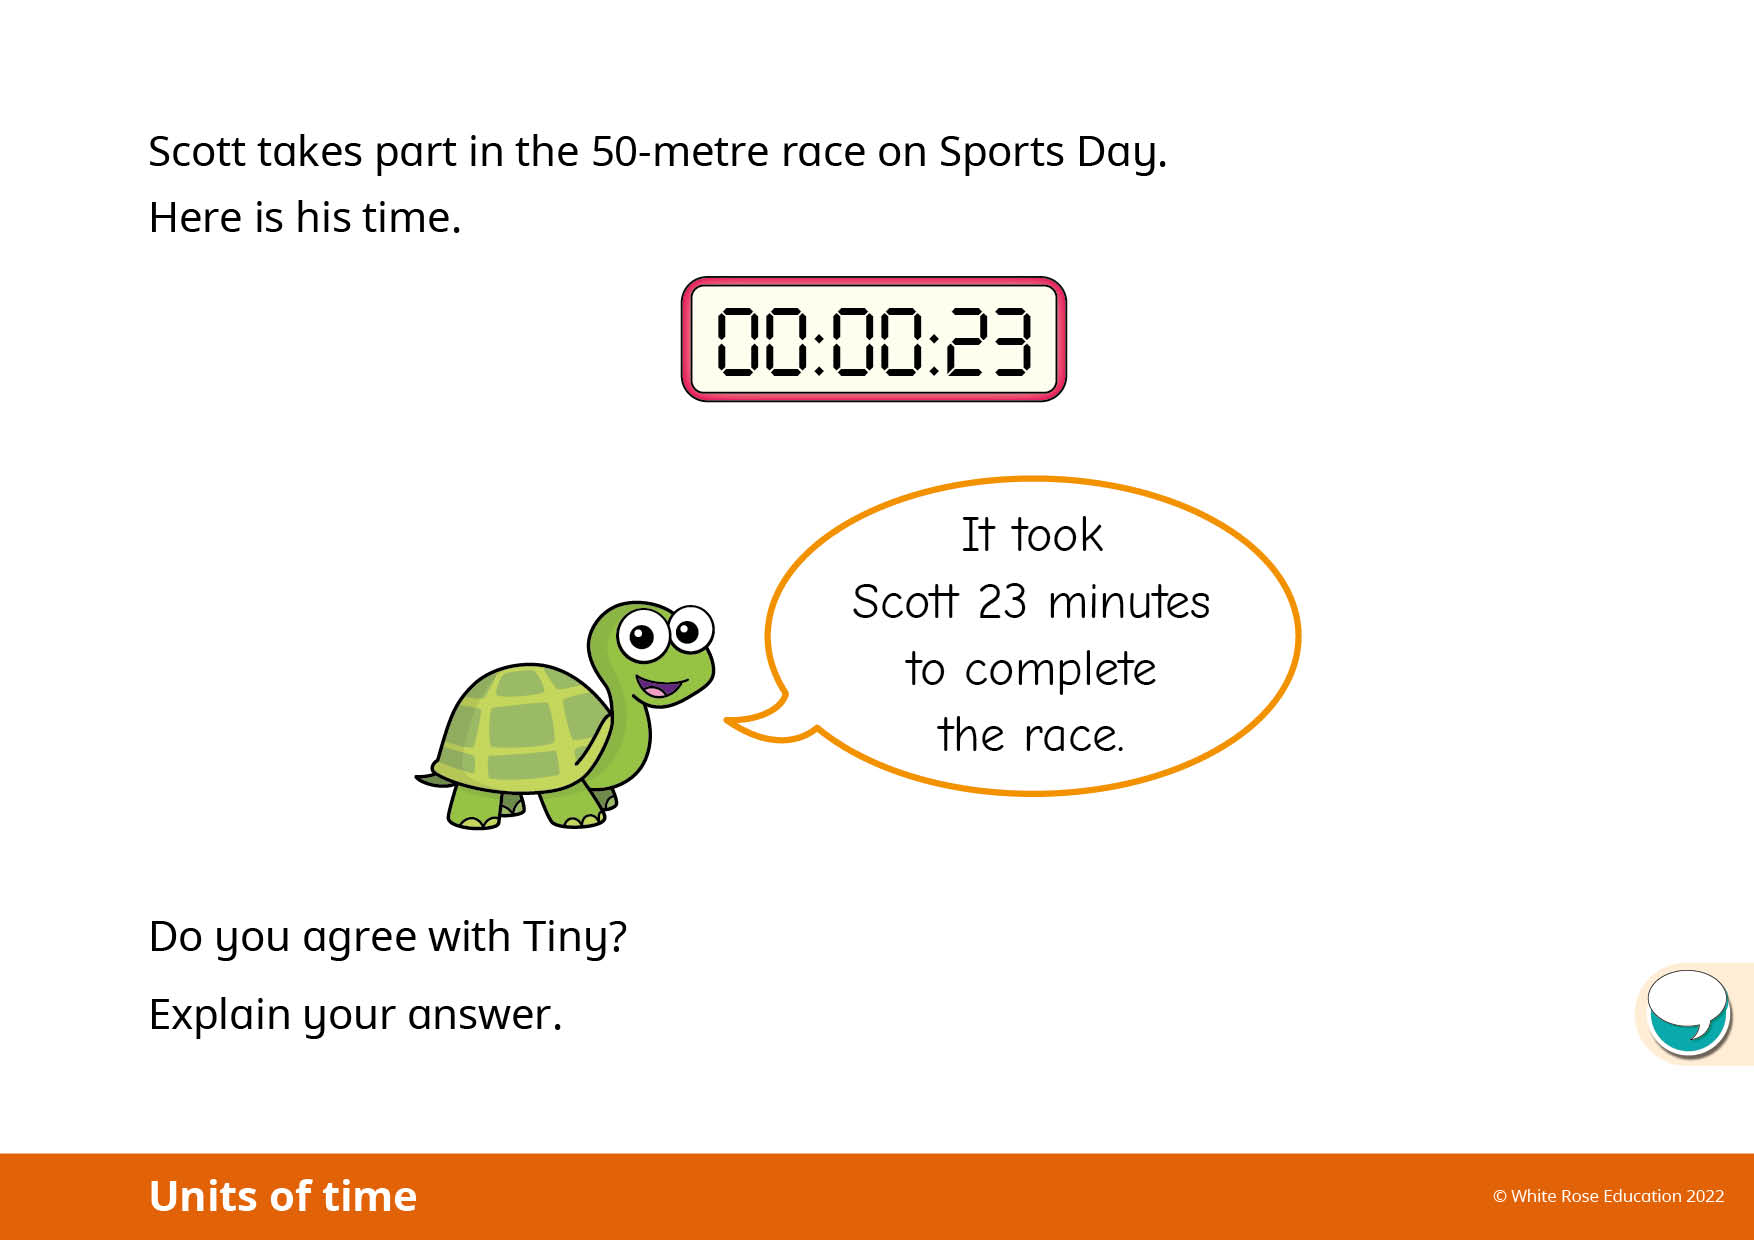 Scott takes part in the 50-metre race on Sports Day.
Here is his time.
00:00:23
It took
Scott 23 minutes
to complete
the race.
Do you agree with Tiny?
Explain your answer.
Units of time
© White Rose Education 2022